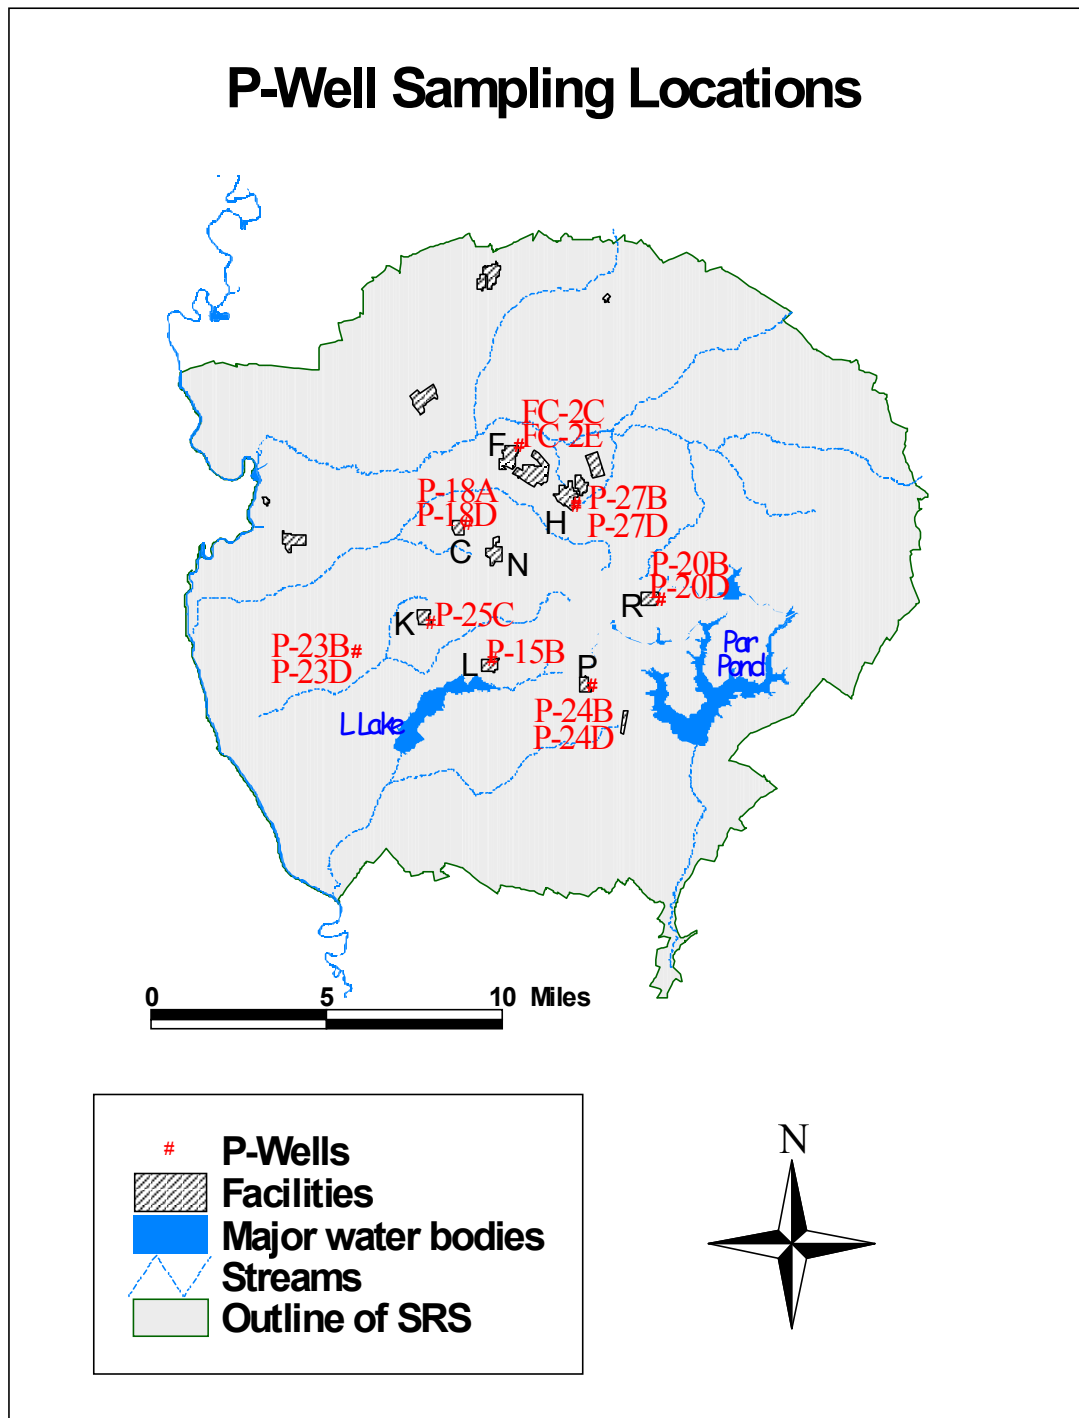 P-Well Sampling Locations
FC-2C
F # FC-2E
P-18A
P-18D #
# P-27B
H P-27D
C
N
P-20B
P-20D
R #
K # P-25C
P-23B #
P-23D
L # P-15B
P #
Par
Pond
P-24B
P-24D
L Lake
0 5 10 Miles
# P-Wells
Facilities
Major water bodies
Streams
Outline of SRS
N